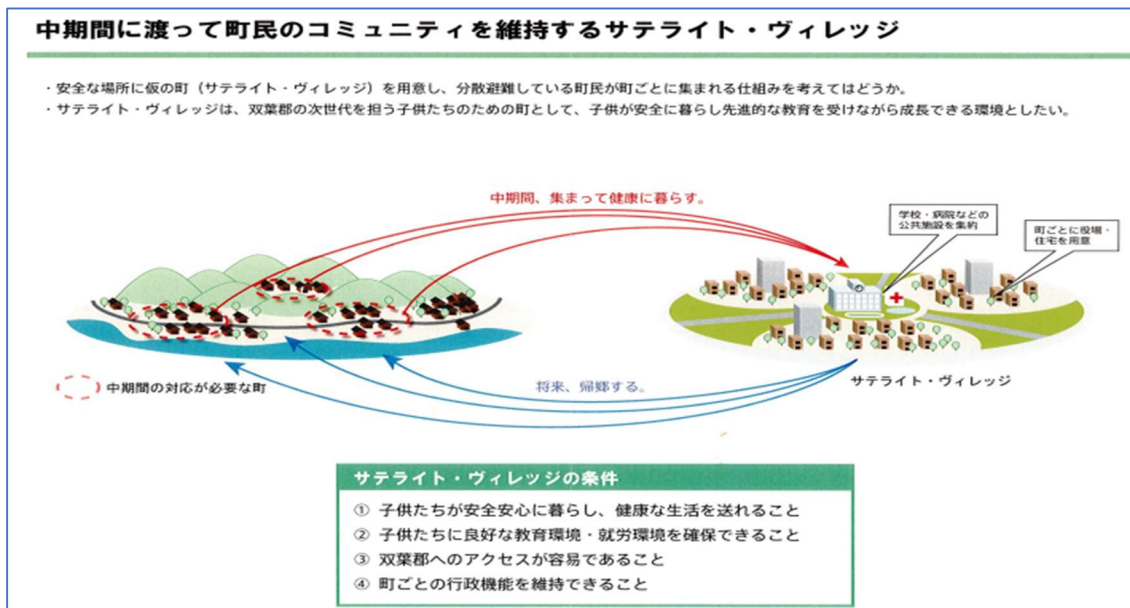 中期間に渡って町民のコミュニティを維持するサテライト・ヴィレッジ
・安全な場所に仮の町（サテライト・ヴィレッジ）を用意し、分散避難している町民が町ごとに集まれる仕組みを考えてはどうか。
・サテライト・ヴィレッジは、双葉郡の次世代を担う子供たちのための町として、子供が安全に暮らし先進的な教育を受けながら成長できる環境としたい。
中期間、集まって健康に暮らす。
学校・病院などの
公共施設を集約
町ごとに役場・
住宅を用意
中期間の対応が必要な町
将来、帰郷する。
サテライト・ヴィレッジ
サテライト・ヴィレッジの条件
① 子供たちが安全安心に暮らし、健康な生活を送れること
② 子供たちに良好な教育環境・就労環境を確保できること
③ 双葉郡へのアクセスが容易であること
④ 町ごとの行政機能を維持できること